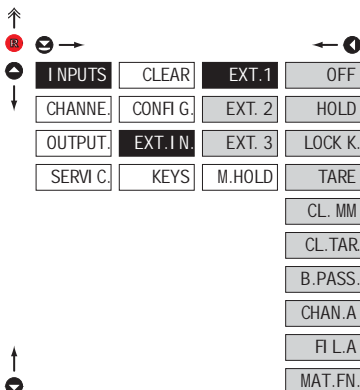 INPUTS CLEAR EXT.1 OFF
CHANNE. CONFIG. EXT. 2 HOLD
OUTPUT. EXT.IN. EXT. 3 LOCK K.
SERVIC. KEYS M.HOLD TARE
CL. MM
CL.TAR.
B.PASS.
CHAN.A
FIL.A
MAT.FN.